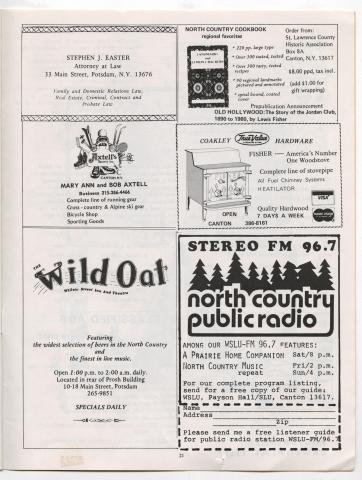 STEPHEN J. EASTER
Attorney at Law
33 Main Street, Potsdam, N.Y. 13676
Family and Domestic Relations Law,
Real Estate, Criminal, Contract and
Probate Law
NORTH COUNTRY COOKBOOK
regional favorites
* 220 pp. large type
* Over 300 tested, tasted recipes
* 80 regional landmarks pictured and annotated
* spiral bound, coated cover
Order from:
St. Lawrence County
Historic Association
Box 8A
Canton, N.Y. 13617
$8.00 ppd, tax incl.
(add $1.00 for
gift wrapping)
Prepublication Announcement
OLD HOLLYWOOD: The Story of the Jordan Club,
1890 to 1980, by Lewis Fisher
Axtell's
MARY ANN and BOB AXTELL
Business 315-386-4466
Complete line of running gear
Cross-country & Alpine ski gear
Bicycle Shop
Sporting Goods
COAKLEY True Value HARDWARE
FISHER — America's Number
One Woodstove
Complete line of stovepipe
All Fuel Chimney Systems
HEATILATOR
VISA
Quality Hardwood
OPEN 7 DAYS A WEEK
CANTON 386-8161
THE Wild Oat
Featuring
the widest selection of beers in the North Country
and the
finest in live music.
Open 1:00 p.m. to 2:00 a.m. daily.
Located in rear of Prosh Building
10-18 Main Street, Potsdam
265-9851
SPECIALS DAILY
STEREO FM 96.7
north country
public radio
AMONG OUR WSLU-FM 96.7 FEATURES:
A PRAIRIE HOME COMPANION Sat/8 p.m.
NORTH COUNTRY MUSIC Fri/2 p.m.
repeat Sun/4 p.m.
For our complete program listing,
send for a free copy of our guide:
WSLU, Payson Hall/SLU, Canton 13617.
Name
Address
Zip
Please send me a free listener guide
for public radio station WSLU-FM/96.7